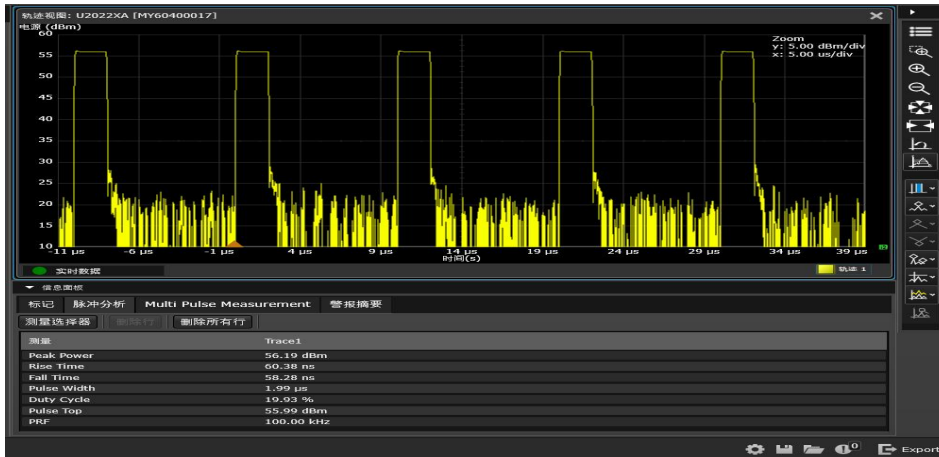 轨迹视图: U2022XA [MY60400017]
电源 (dBm)
60
Zoom
y: 5.00 dBm/div
x: 5.00 us/div
55
50
45
40
35
30
25
20
15
10
-11 µs -6 µs -1 µs 4 µs 9 µs 14 µs 19 µs 24 µs 29 µs 34 µs 39 µs
时间(s)
实时数据 轨迹 1
信息面板
标记 脉冲分析 Multi Pulse Measurement 警报摘要
测量选择器 删除行 删除所有行
测量 Trace1
Peak Power 56.19 dBm
Rise Time 60.38 ns
Fall Time 58.28 ns
Pulse Width 1.99 µs
Duty Cycle 19.93 %
Pulse Top 55.99 dBm
PRF 100.00 kHz
0 Export